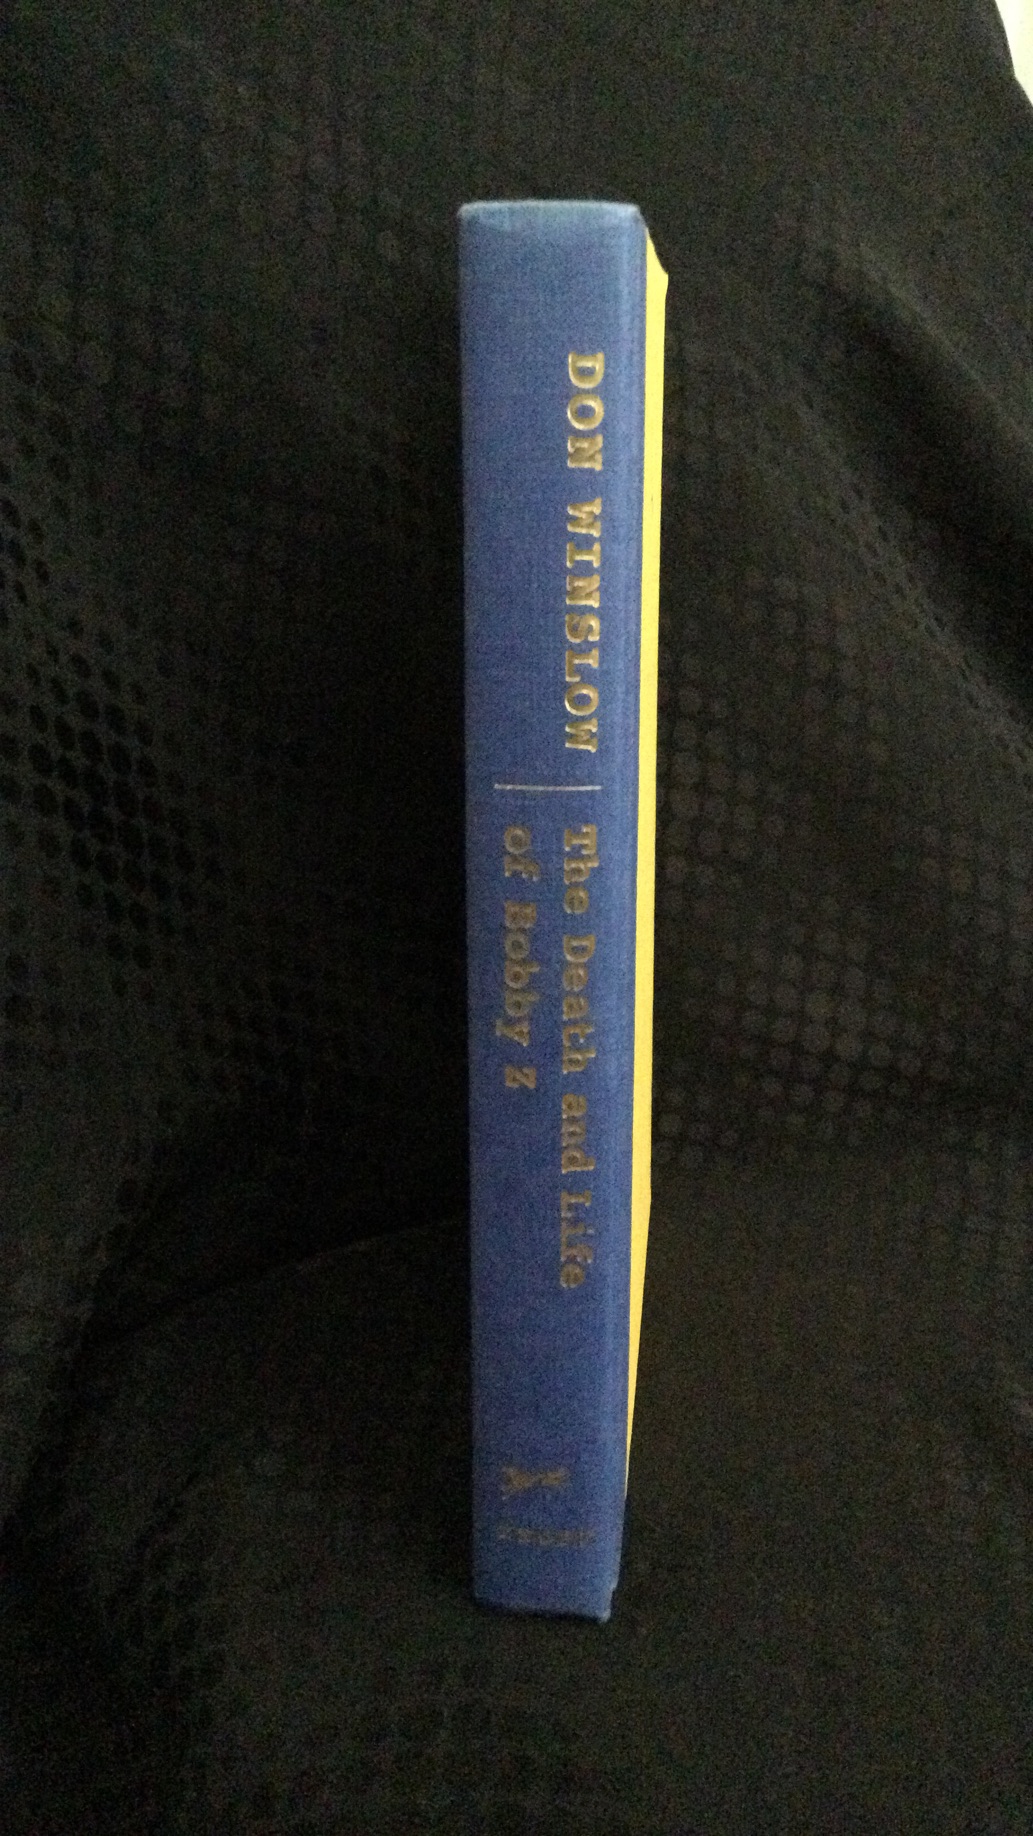 DON WINSLOW
The Death and Life
of Bobby Z